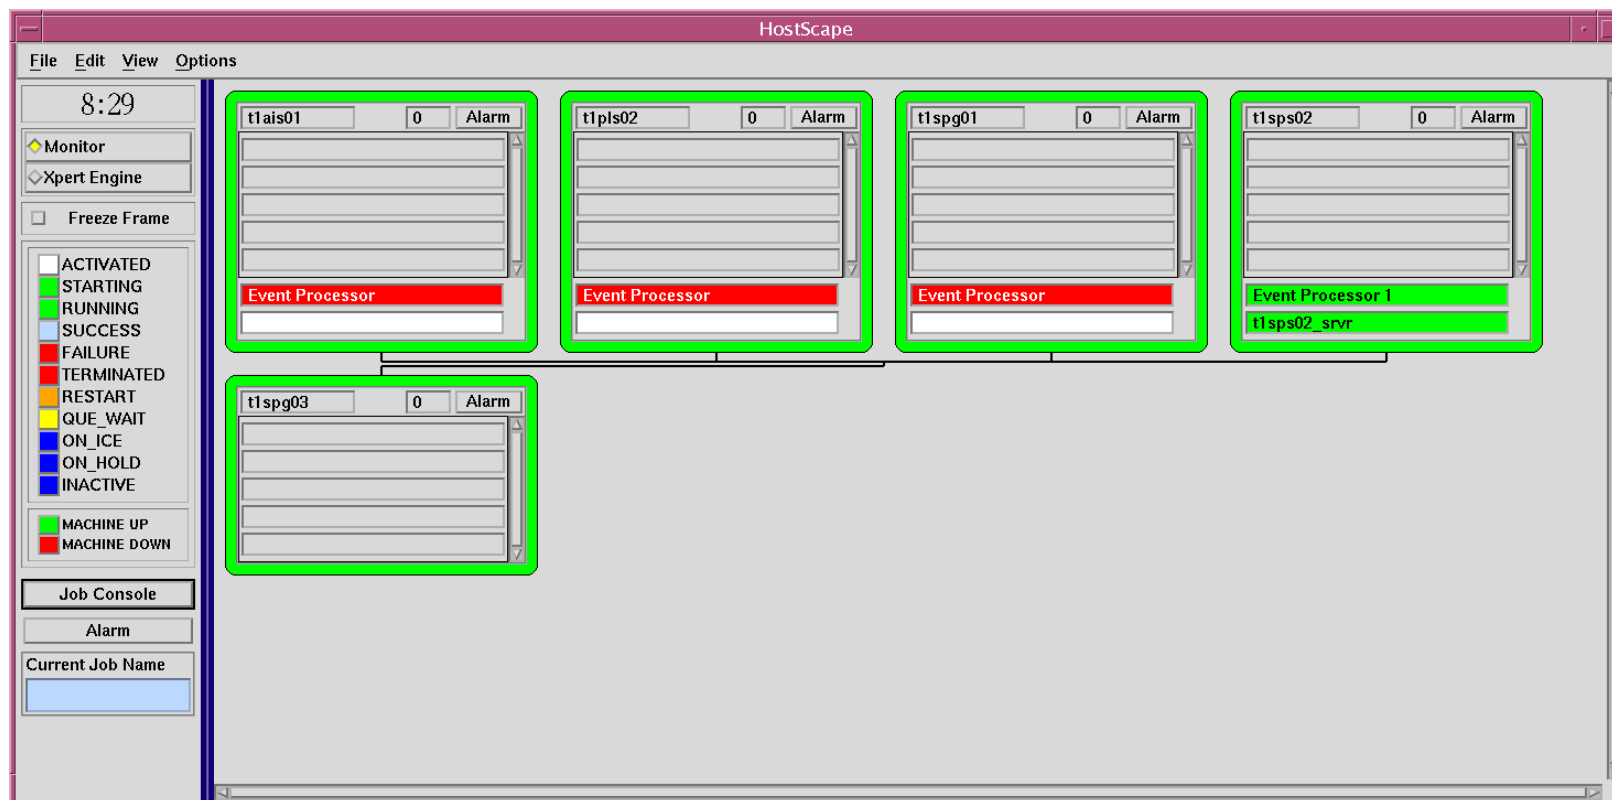 HostScape
File Edit View Options
8:29
Monitor
Xpert Engine
Freeze Frame
ACTIVATED
STARTING
RUNNING
SUCCESS
FAILURE
TERMINATED
RESTART
QUE_WAIT
ON_ICE
ON_HOLD
INACTIVE
MACHINE UP
MACHINE DOWN
Job Console
Alarm
Current Job Name
t1ais01 0 Alarm
Event Processor
t1pls02 0 Alarm
Event Processor
t1spg01 0 Alarm
Event Processor
t1sps02 0 Alarm
Event Processor 1
t1sps02_srvr
t1spg03 0 Alarm